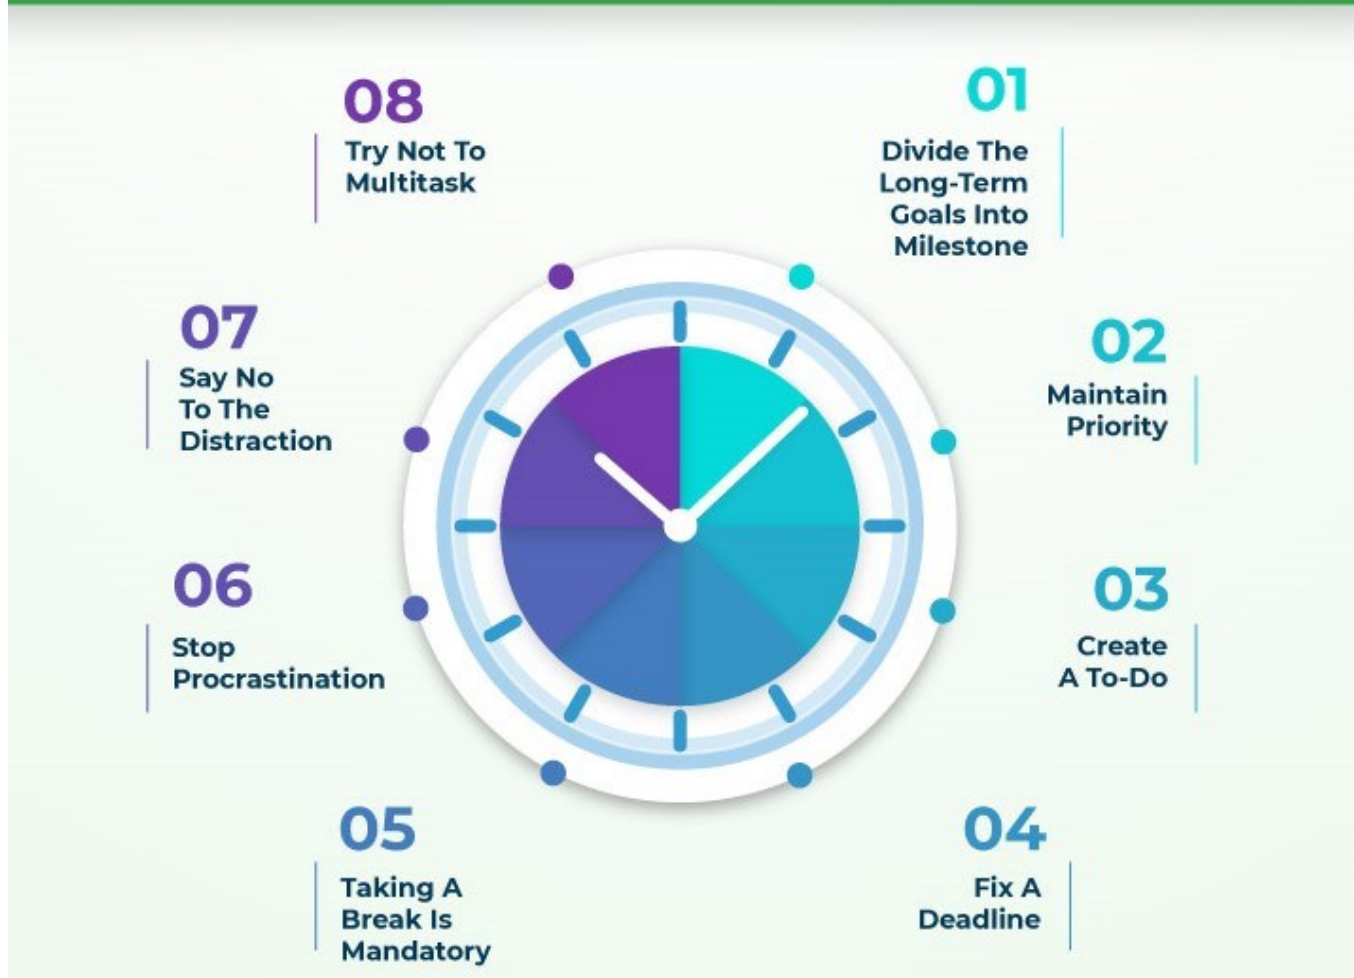 01
Divide The
Long-Term
Goals Into
Milestone
02
Maintain
Priority
03
Create
A To-Do
04
Fix A
Deadline
05
Taking A
Break Is
Mandatory
06
Stop
Procrastination
07
Say No
To The
Distraction
08
Try Not To
Multitask